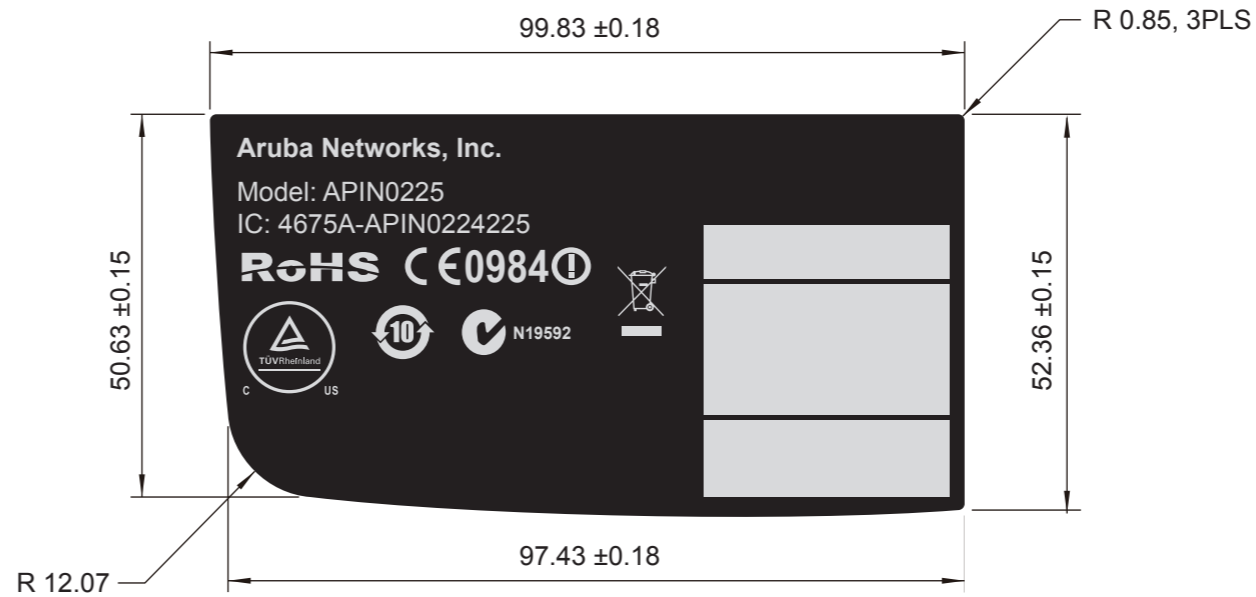 99.83 ±0.18
R 0.85, 3PLS
Aruba Networks, Inc.
Model: APIN0225
IC: 4675A-APIN0224225
RoHS CE0984!
10
N19592
TÜVRheinland
C US
50.63 ±0.15
52.36 ±0.15
97.43 ±0.18
R 12.07